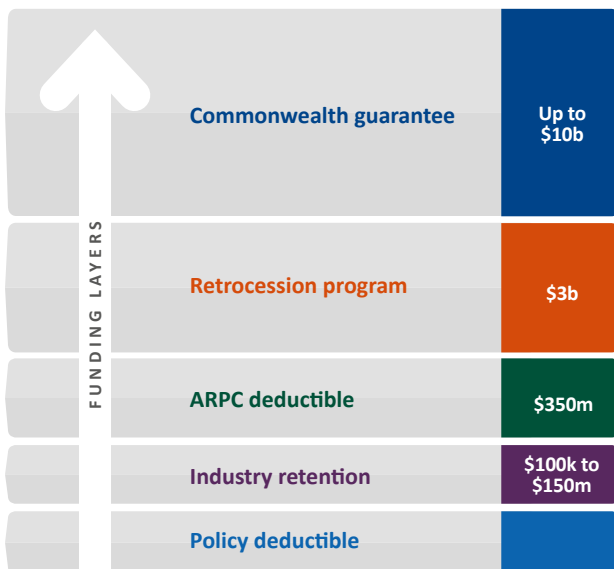 Commonwealth guarantee
Up to
$10b
FUNDING LAYERS
Retrocession program
$3b
ARPC deductible
$350m
Industry retention
$100k to
$150m
Policy deductible